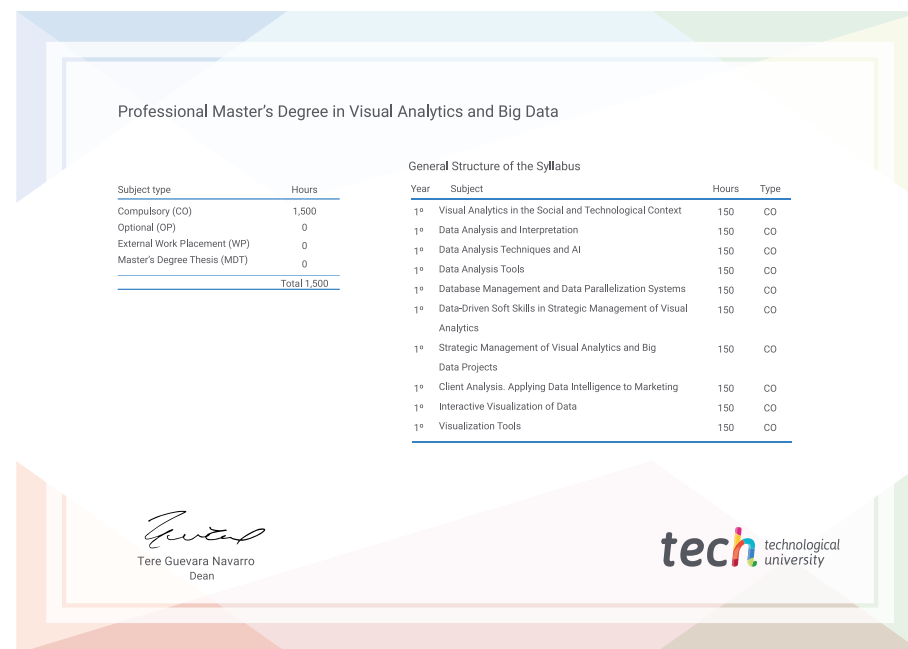 Professional Master's Degree in Visual Analytics and Big Data
Subject type Hours
Compulsory (CO) 1,500
Optional (OP) 0
External Work Placement (WP) 0
Master's Degree Thesis (MDT) 0
Total 1,500
General Structure of the Syllabus
Year Subject Hours Type
1º Visual Analytics in the Social and Technological Context 150 CO
1º Data Analysis and Interpretation 150 CO
1º Data Analysis Techniques and AI 150 CO
1º Data Analysis Tools 150 CO
1º Database Management and Data Parallelization Systems 150 CO
1º Data-Driven Soft Skills in Strategic Management of Visual 150 CO
Analytics
1º Strategic Management of Visual Analytics and Big 150 CO
Data Projects
1º Client Analysis. Applying Data Intelligence to Marketing 150 CO
1º Interactive Visualization of Data 150 CO
1º Visualization Tools 150 CO
Tere Guevara Navarro
Dean
tech technological
university